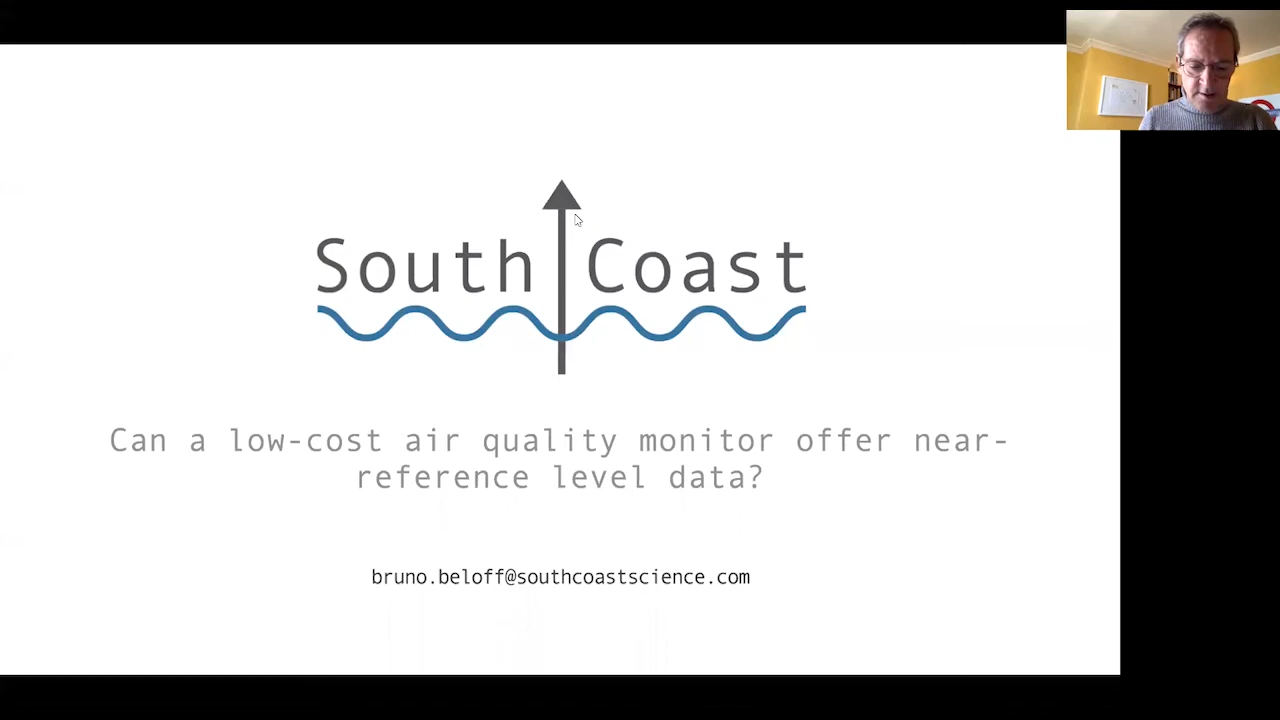 South Coast
Can a low-cost air quality monitor offer near-
reference level data?
bruno.beloff@southcoastscience.com